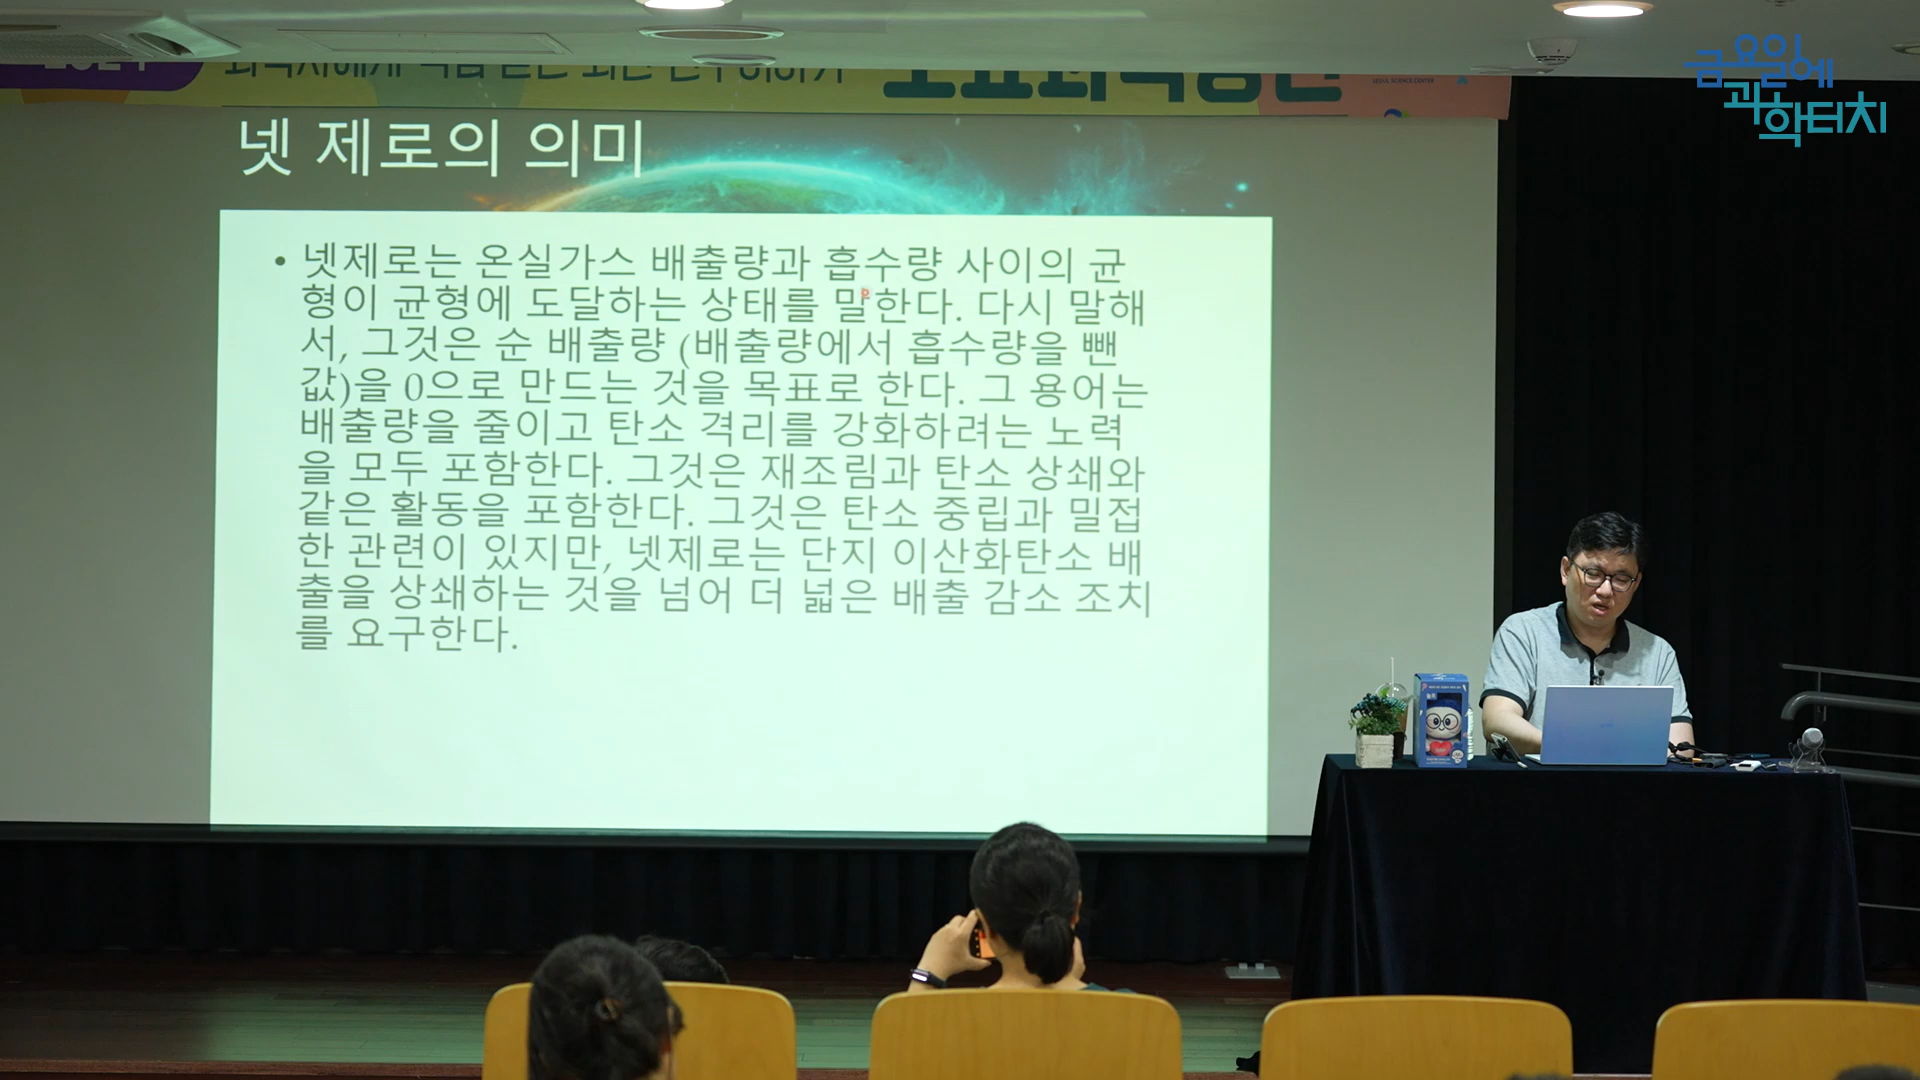 금요일에
과학터치
SEOUL SCIENCE CENTER
넷 제로의 의미
• 넷제로는 온실가스 배출량과 흡수량 사이의 균
형이 균형에 도달하는 상태를 말한다. 다시 말해
서, 그것은 순 배출량 (배출량에서 흡수량을 뺀
값)을 0으로 만드는 것을 목표로 한다. 그 용어는
배출량을 줄이고 탄소 격리를 강화하려는 노력
을 모두 포함한다. 그것은 재조림과 탄소 상쇄와
같은 활동을 포함한다. 그것은 탄소 중립과 밀접
한 관련이 있지만, 넷제로는 단지 이산화탄소 배
출을 상쇄하는 것을 넘어 더 넓은 배출 감소 조치
를 요구한다.